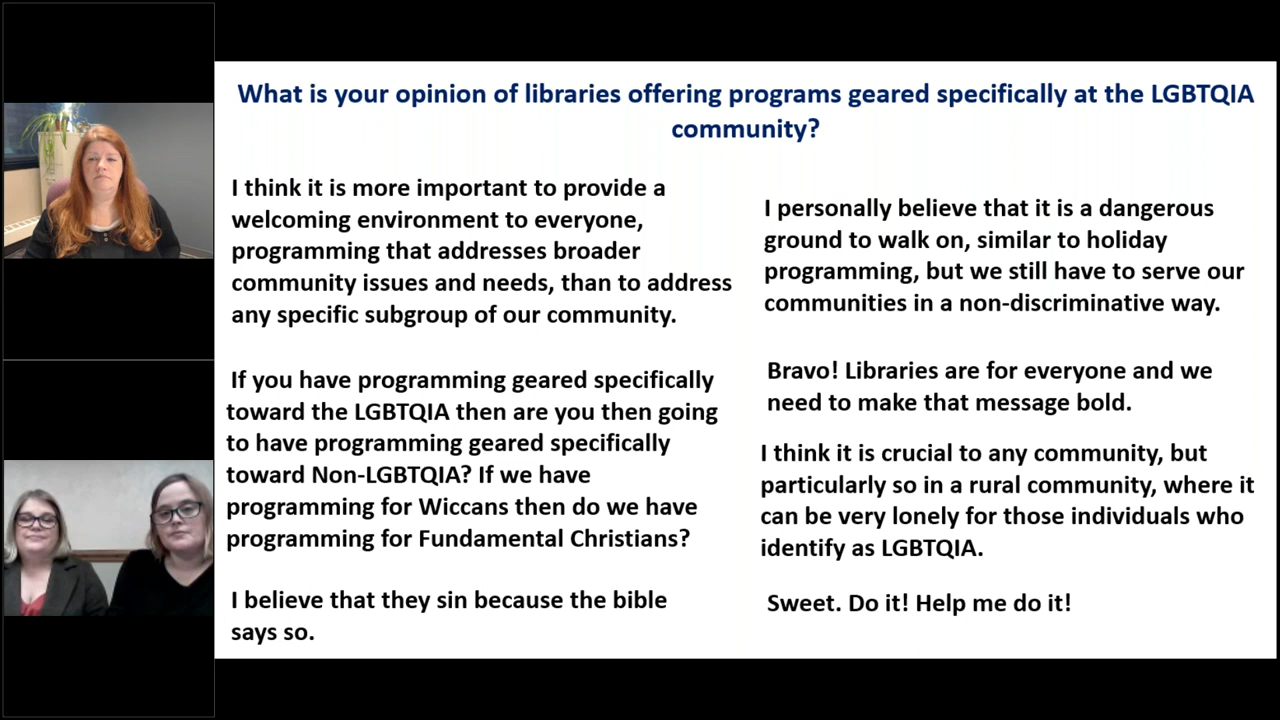 What is your opinion of libraries offering programs geared specifically at the LGBTQIA
community?
I think it is more important to provide a
welcoming environment to everyone,
programming that addresses broader
community issues and needs, than to address
any specific subgroup of our community.
If you have programming geared specifically
toward the LGBTQIA then are you then going
to have programming geared specifically
toward Non-LGBTQIA? If we have
programming for Wiccans then do we have
programming for Fundamental Christians?
I believe that they sin because the bible
says so.
I personally believe that it is a dangerous
ground to walk on, similar to holiday
programming, but we still have to serve our
communities in a non-discriminative way.
Bravo! Libraries are for everyone and we
need to make that message bold.
I think it is crucial to any community, but
particularly so in a rural community, where it
can be very lonely for those individuals who
identify as LGBTQIA.
Sweet. Do it! Help me do it!